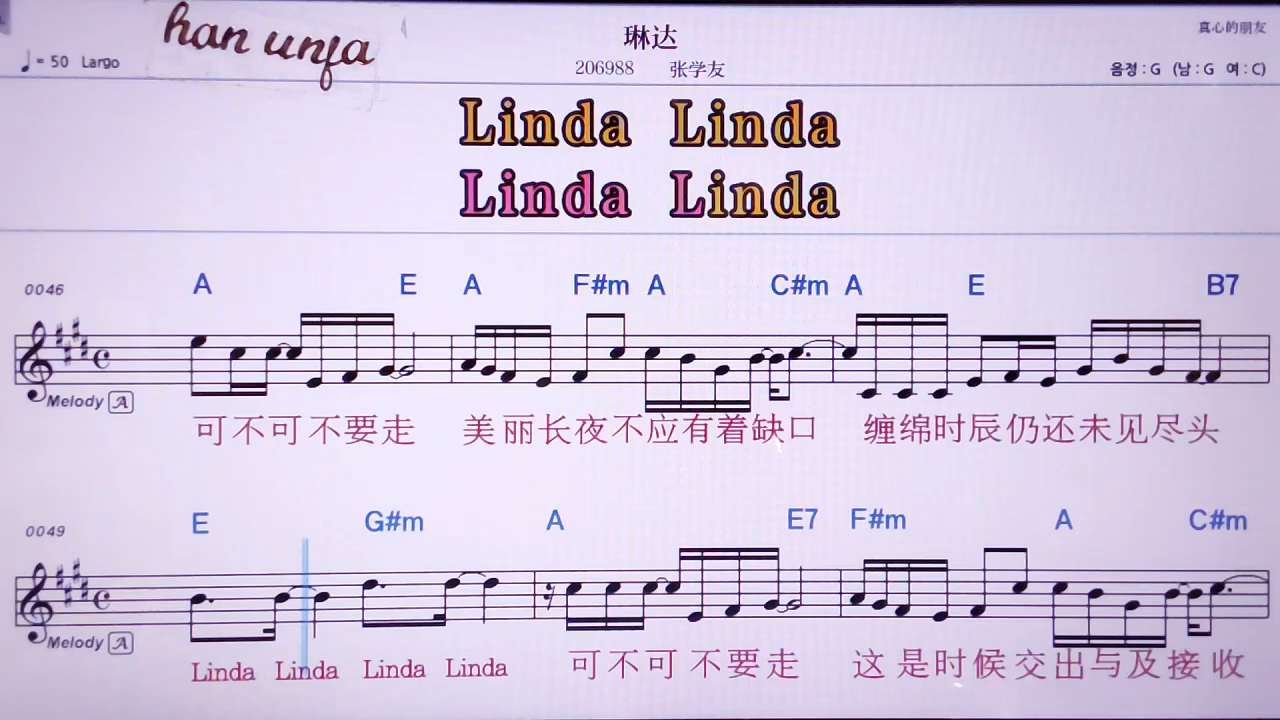 han unfa
琳达
真心的朋友
♩= 50 Largo
206988 张学友
음정 : G (남 : G 여 : C)
Linda Linda
Linda Linda
0046
A E A F#m A C#m A E B7
Melody A
可不可不要走 美丽长夜不应有着缺口 缠绵时辰仍还未见尽头
0049
E G#m A E7 F#m A C#m
Melody A
Linda Linda Linda Linda 可不可不要走 这是时候交出与及接收